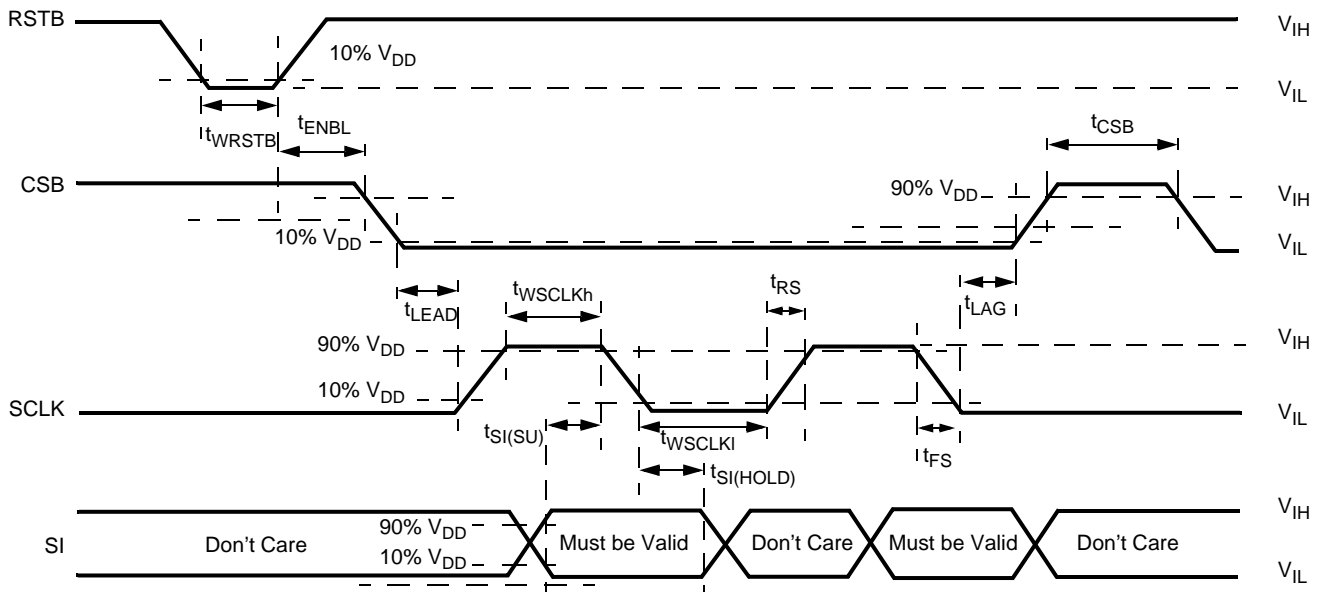 RSTB
V_IH
10% V_DD
V_IL
t_WRSTB
t_ENBL
t_CSB
CSB
90% V_DD
V_IH
10% V_DD
V_IL
t_LEAD
t_WSCLKh
t_RS
t_LAG
90% V_DD
V_IH
10% V_DD
SCLK
V_IL
t_SI(SU)
t_WSCLKl
t_FS
t_SI(HOLD)
V_IH
90% V_DD
SI
Don't Care
Must be Valid
Don't Care
Must be Valid
Don't Care
10% V_DD
V_IL